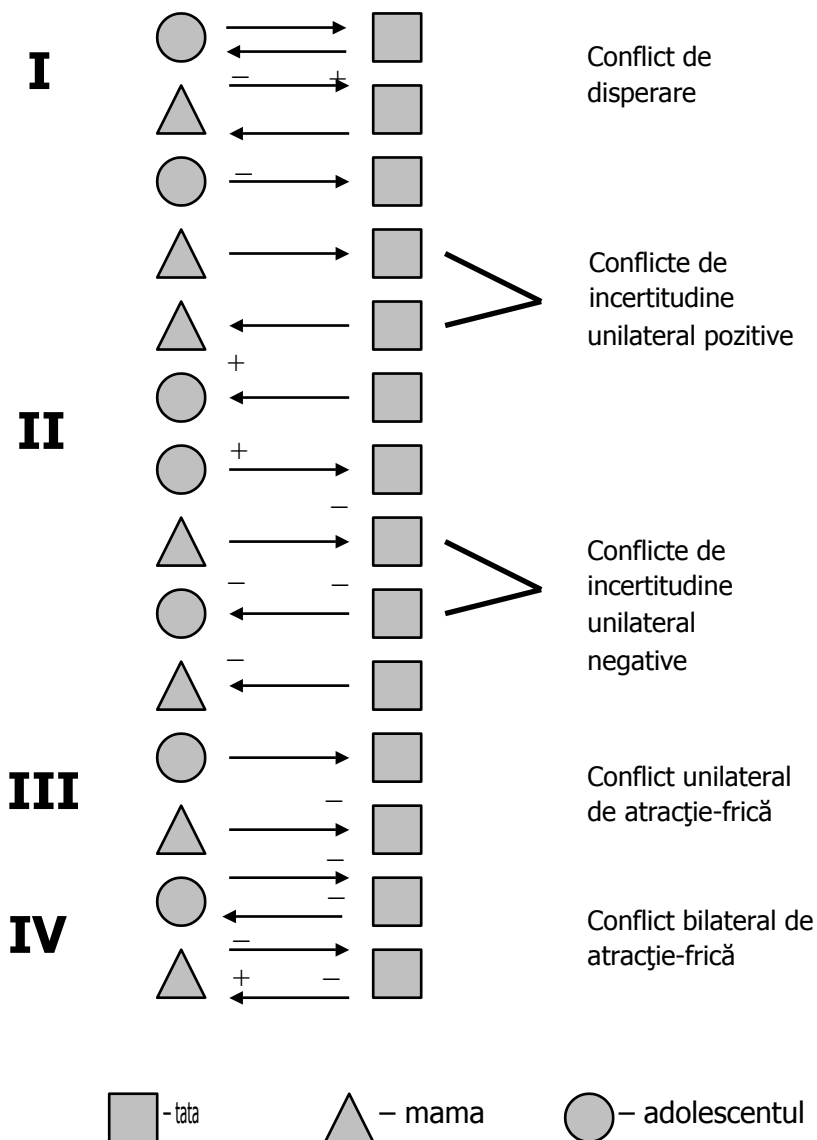 I
Conflict de
disperare
– +
–
Conflicte de
incertitudine
unilateral pozitive
+
II
+
–
Conflicte de
incertitudine
unilateral
negative
– –
–
III
Conflict unilateral
de atracţie-frică
–
–
–
IV
Conflict bilateral de
atracţie-frică
–
+ –
– tata
– mama
– adolescentul